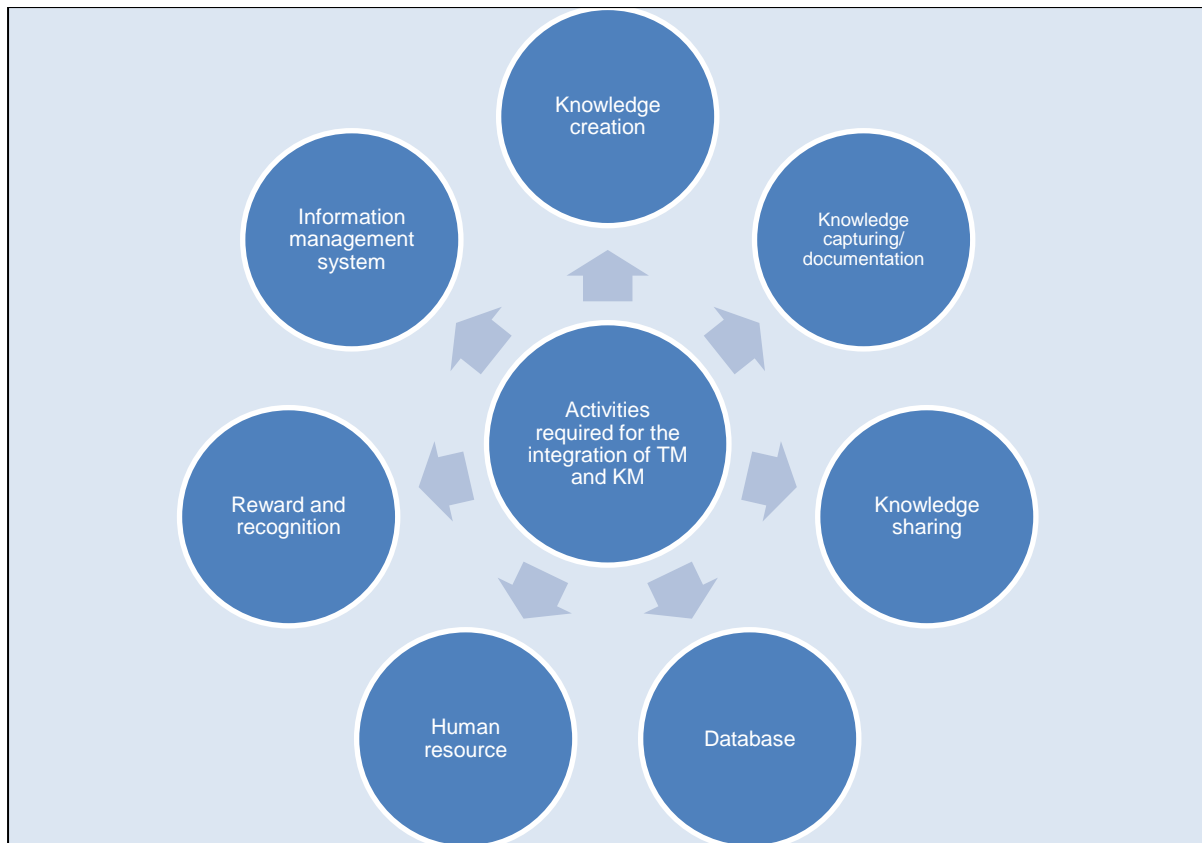 Knowledge
creation
Knowledge
capturing/
documentation
Knowledge
sharing
Database
Human
resource
Reward and
recognition
Information
management
system
Activities
required for the
integration of TM
and KM